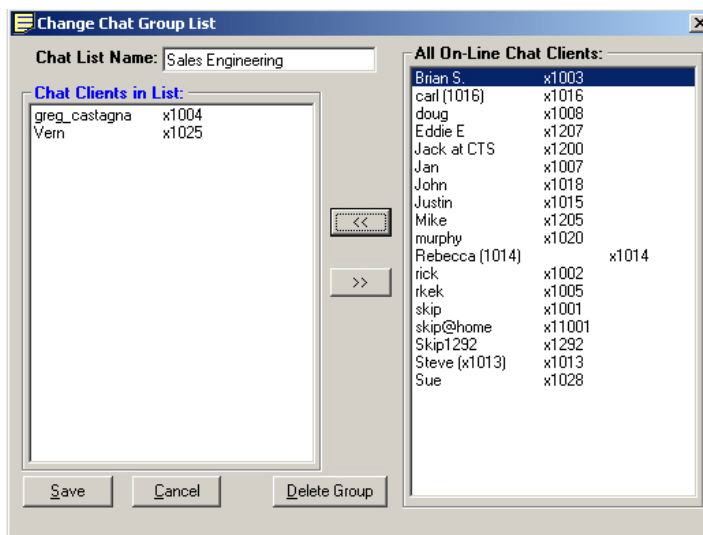 Change Chat Group List
Chat List Name: Sales Engineering
Chat Clients in List:
greg_castagna x1004
Vern x1025
<<
>>
All On-Line Chat Clients:
Brian S. x1003
carl (1016) x1016
doug x1008
Eddie E x1207
Jack at CTS x1200
Jan x1007
John x1018
Justin x1015
Mike x1205
murphy x1020
Rebecca (1014) x1014
rick x1002
rkek x1005
skip x1001
skip@home x11001
Skip1292 x1292
Steve (x1013) x1013
Sue x1028
Save Cancel Delete Group